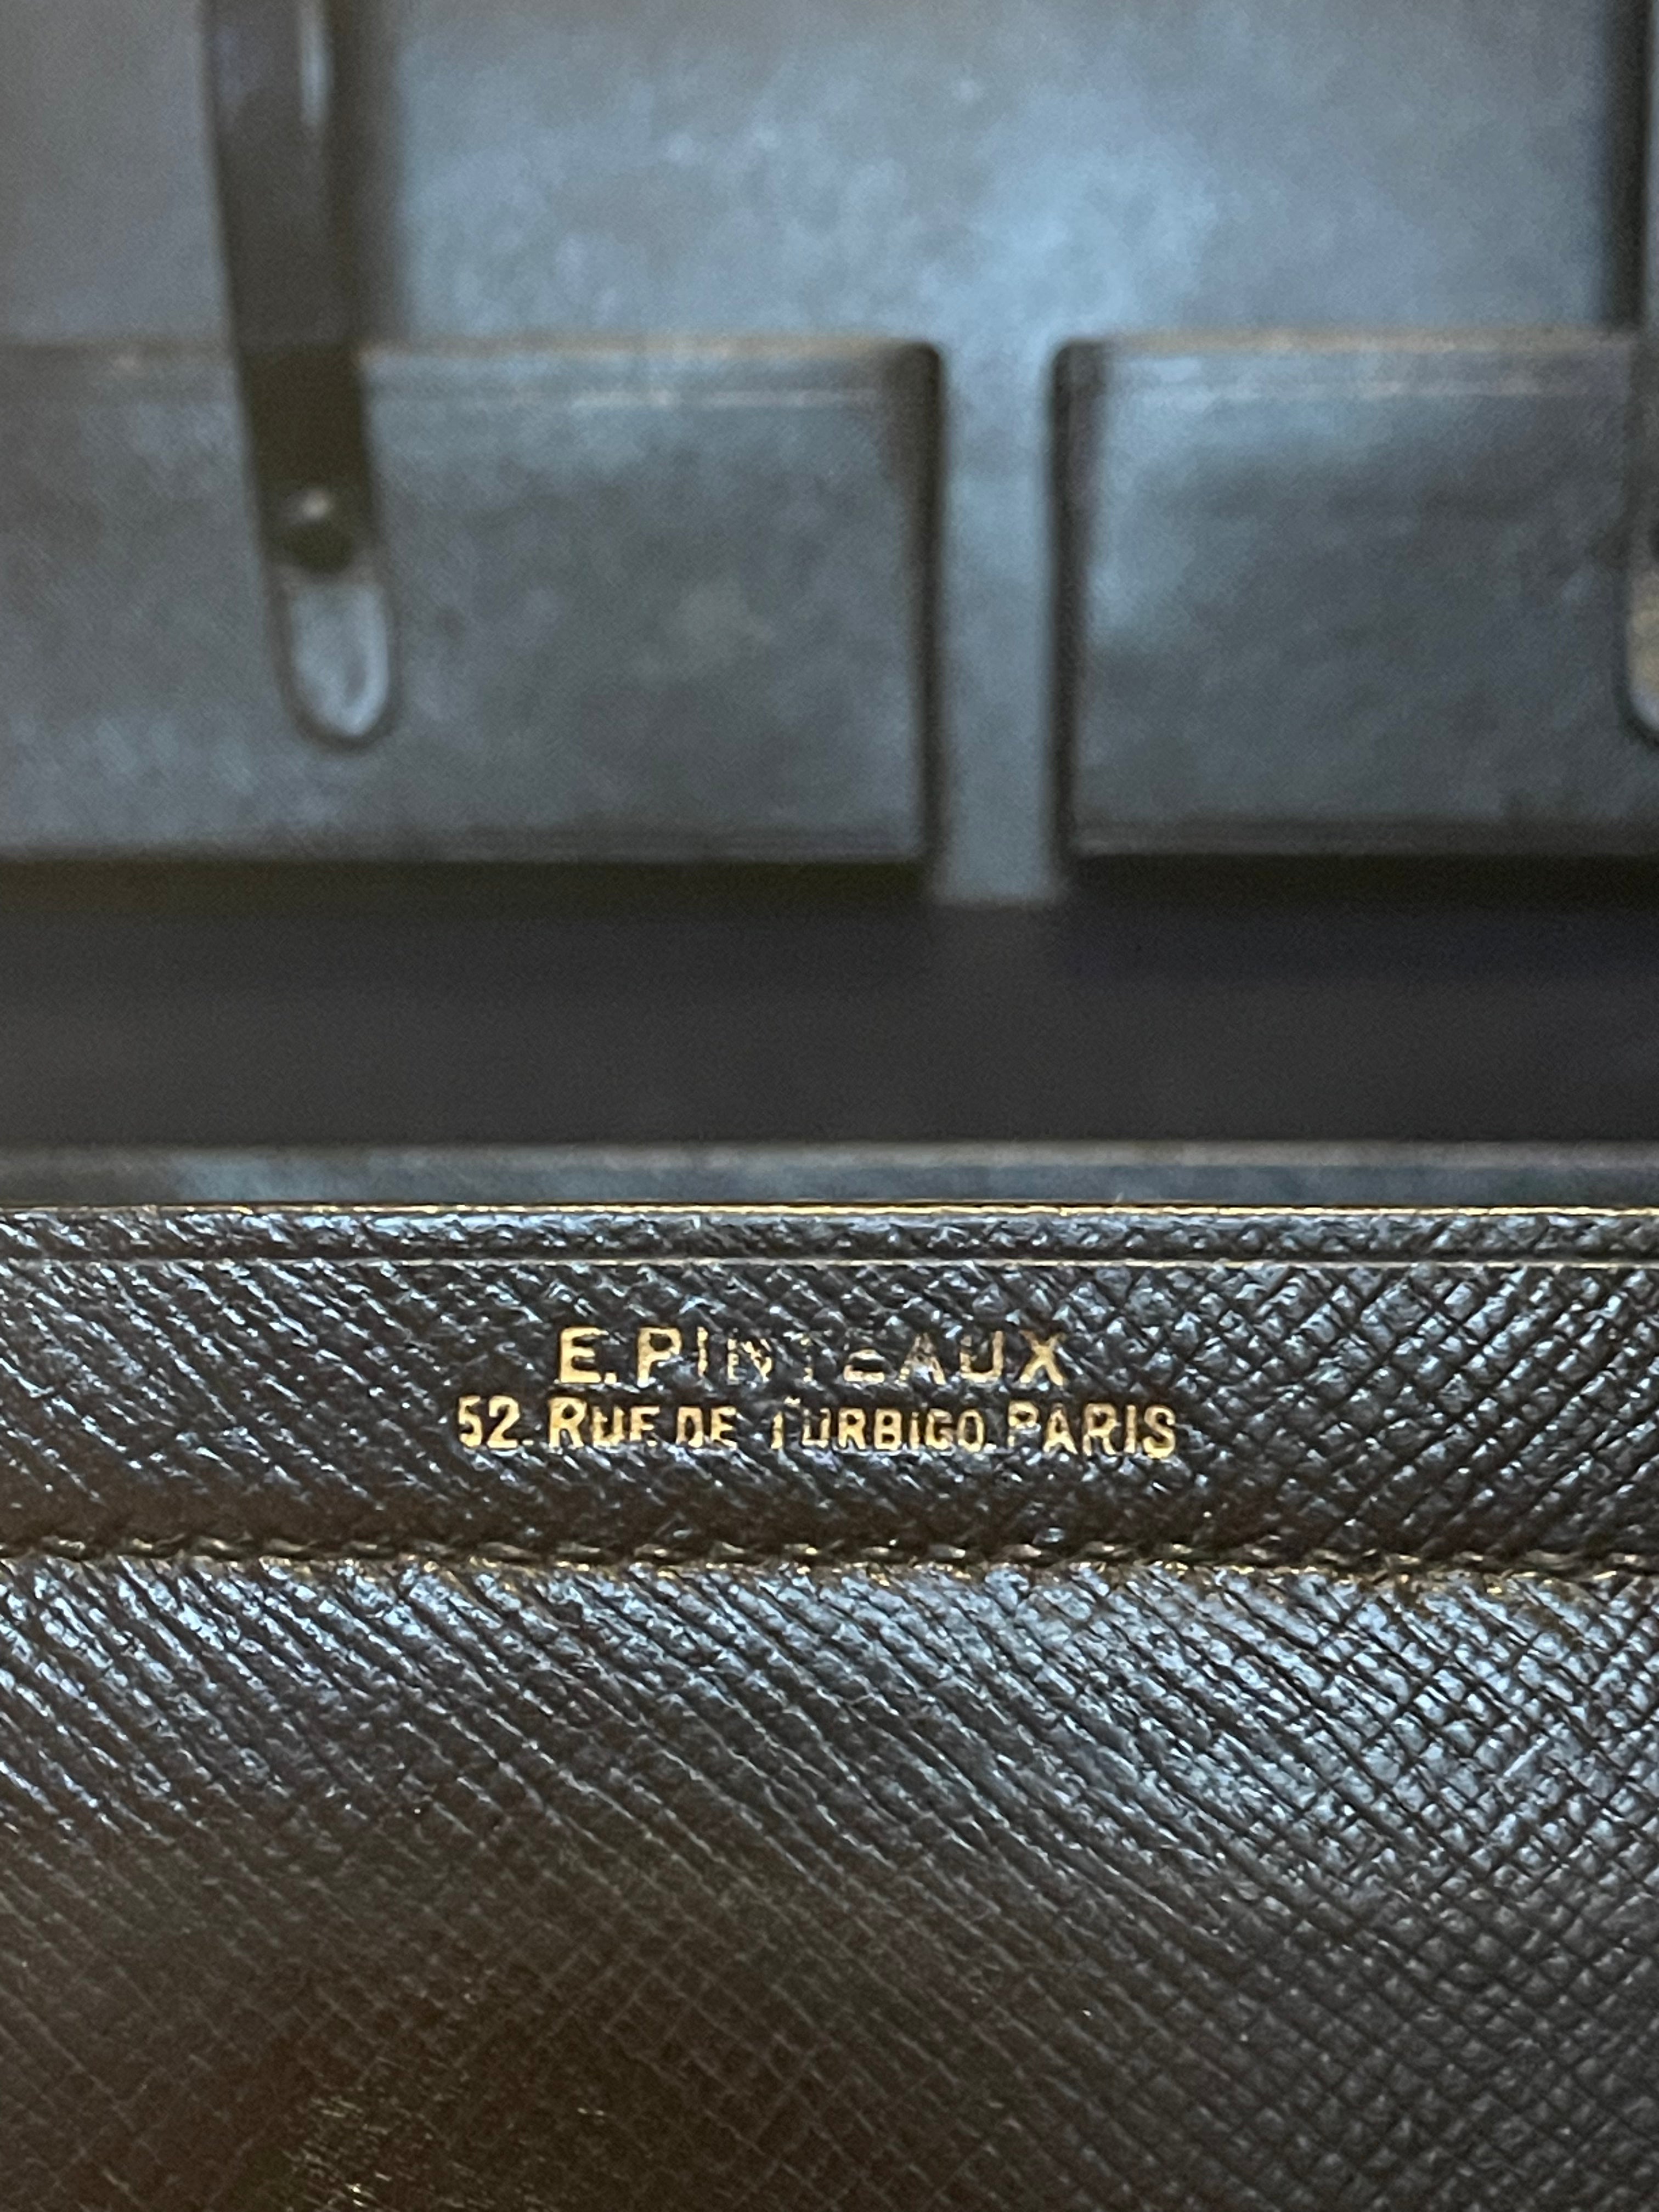 E. PINTEAUX
52. RUE DE TURBIGO. PARIS